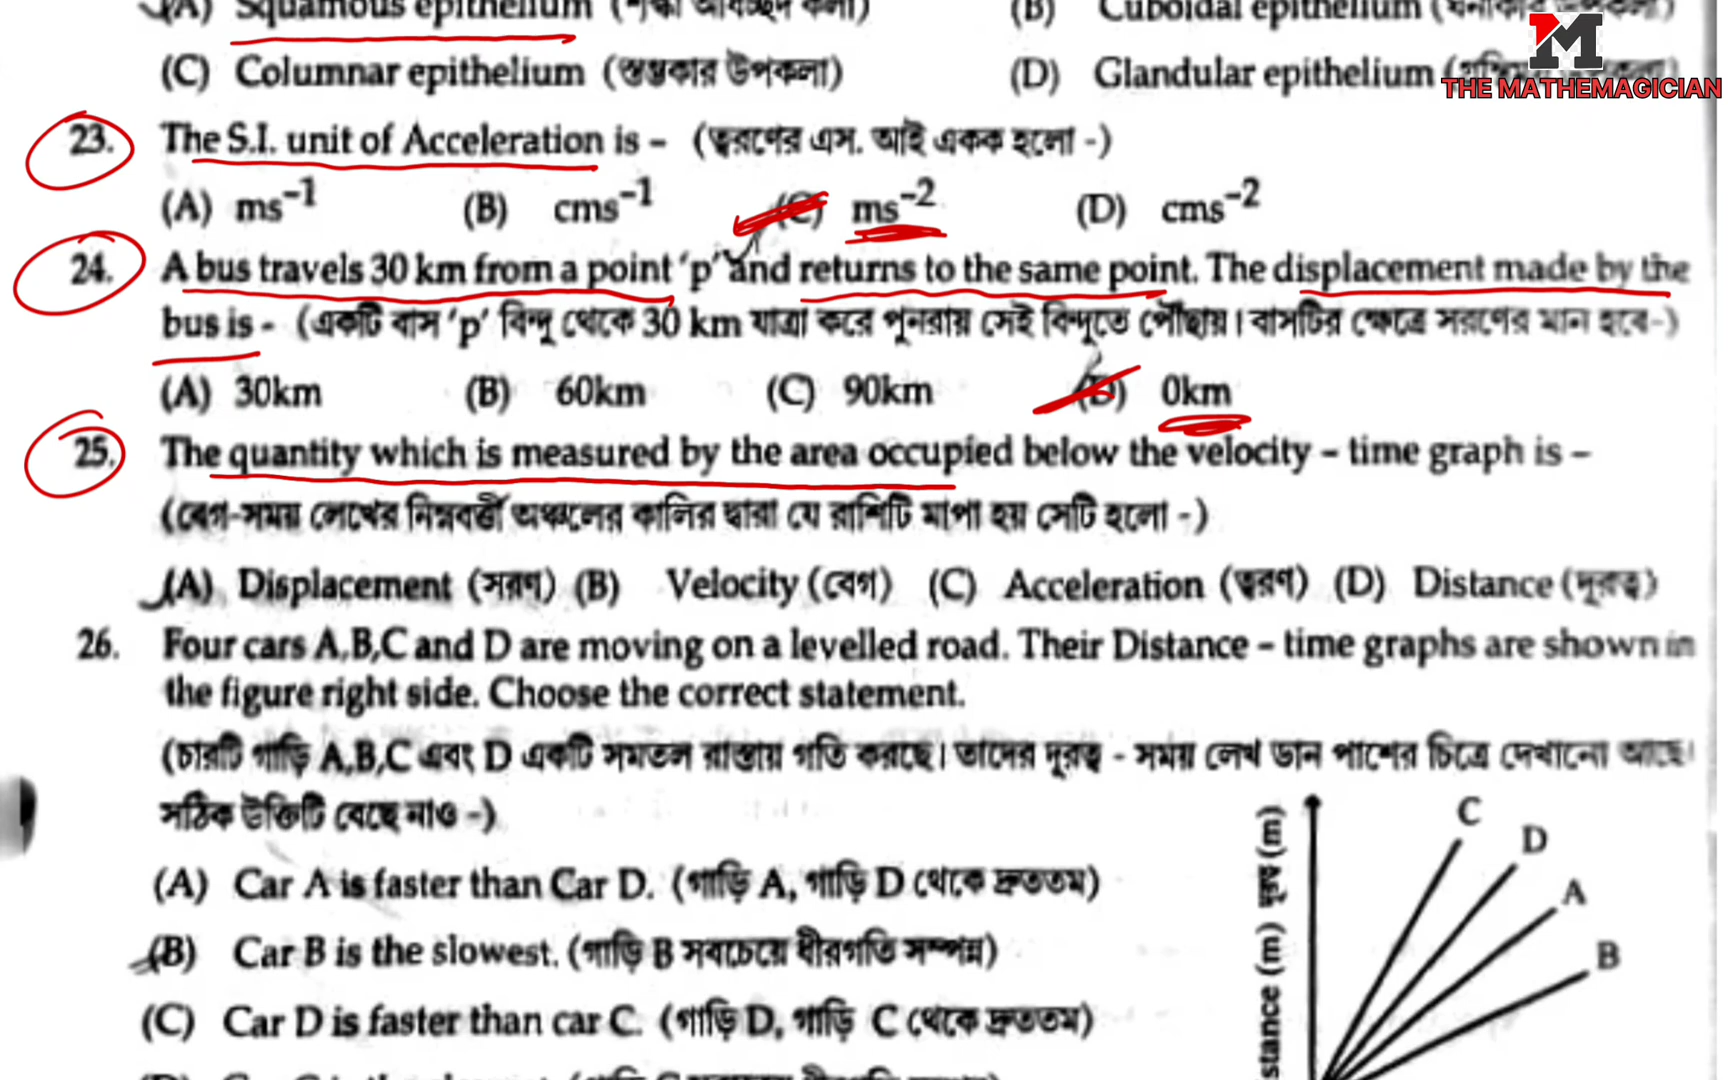 (A) Squamous epithelium
(B) Cuboidal epithelium
THE MATHEMAGICIAN
(C) Columnar epithelium (স্তম্ভকার উপকলা)
(D) Glandular epithelium
23. The S.I. unit of Acceleration is – (ত্বরণের এস. আই একক হলো -)
(A) ms⁻¹ (B) cms⁻¹ (C) ms⁻² (D) cms⁻²
24. A bus travels 30 km from a point 'p' and returns to the same point. The displacement made by the
bus is - (একটি বাস 'p' বিন্দু থেকে 30 km যাত্রা করে পুনরায় সেই বিন্দুতে পৌঁছায়। বাসটির ক্ষেত্রে সরণের মান হবে-)
(A) 30km (B) 60km (C) 90km (D) 0km
25. The quantity which is measured by the area occupied below the velocity – time graph is –
(বেগ-সময় লেখের নিম্নবর্তী অঞ্চলের কালির দ্বারা যে রাশিটি মাপা হয় সেটি হলো -)
(A) Displacement (সরণ) (B) Velocity (বেগ) (C) Acceleration (ত্বরণ) (D) Distance (দূরত্ব)
26. Four cars A,B,C and D are moving on a levelled road. Their Distance – time graphs are shown in
the figure right side. Choose the correct statement.
(চারটি গাড়ি A,B,C এবং D একটি সমতল রাস্তায় গতি করছে। তাদের দূরত্ব - সময় লেখ ডান পাশের চিত্রে দেখানো আছে।
সঠিক উক্তিটি বেছে নাও -)
(A) Car A is faster than Car D. (গাড়ি A, গাড়ি D থেকে দ্রুততম)
(B) Car B is the slowest. (গাড়ি B সবচেয়ে ধীরগতি সম্পন্ন)
(C) Car D is faster than car C. (গাড়ি D, গাড়ি C থেকে দ্রুততম)
C
D
A
B
stance (m) দূরত্ব (m)